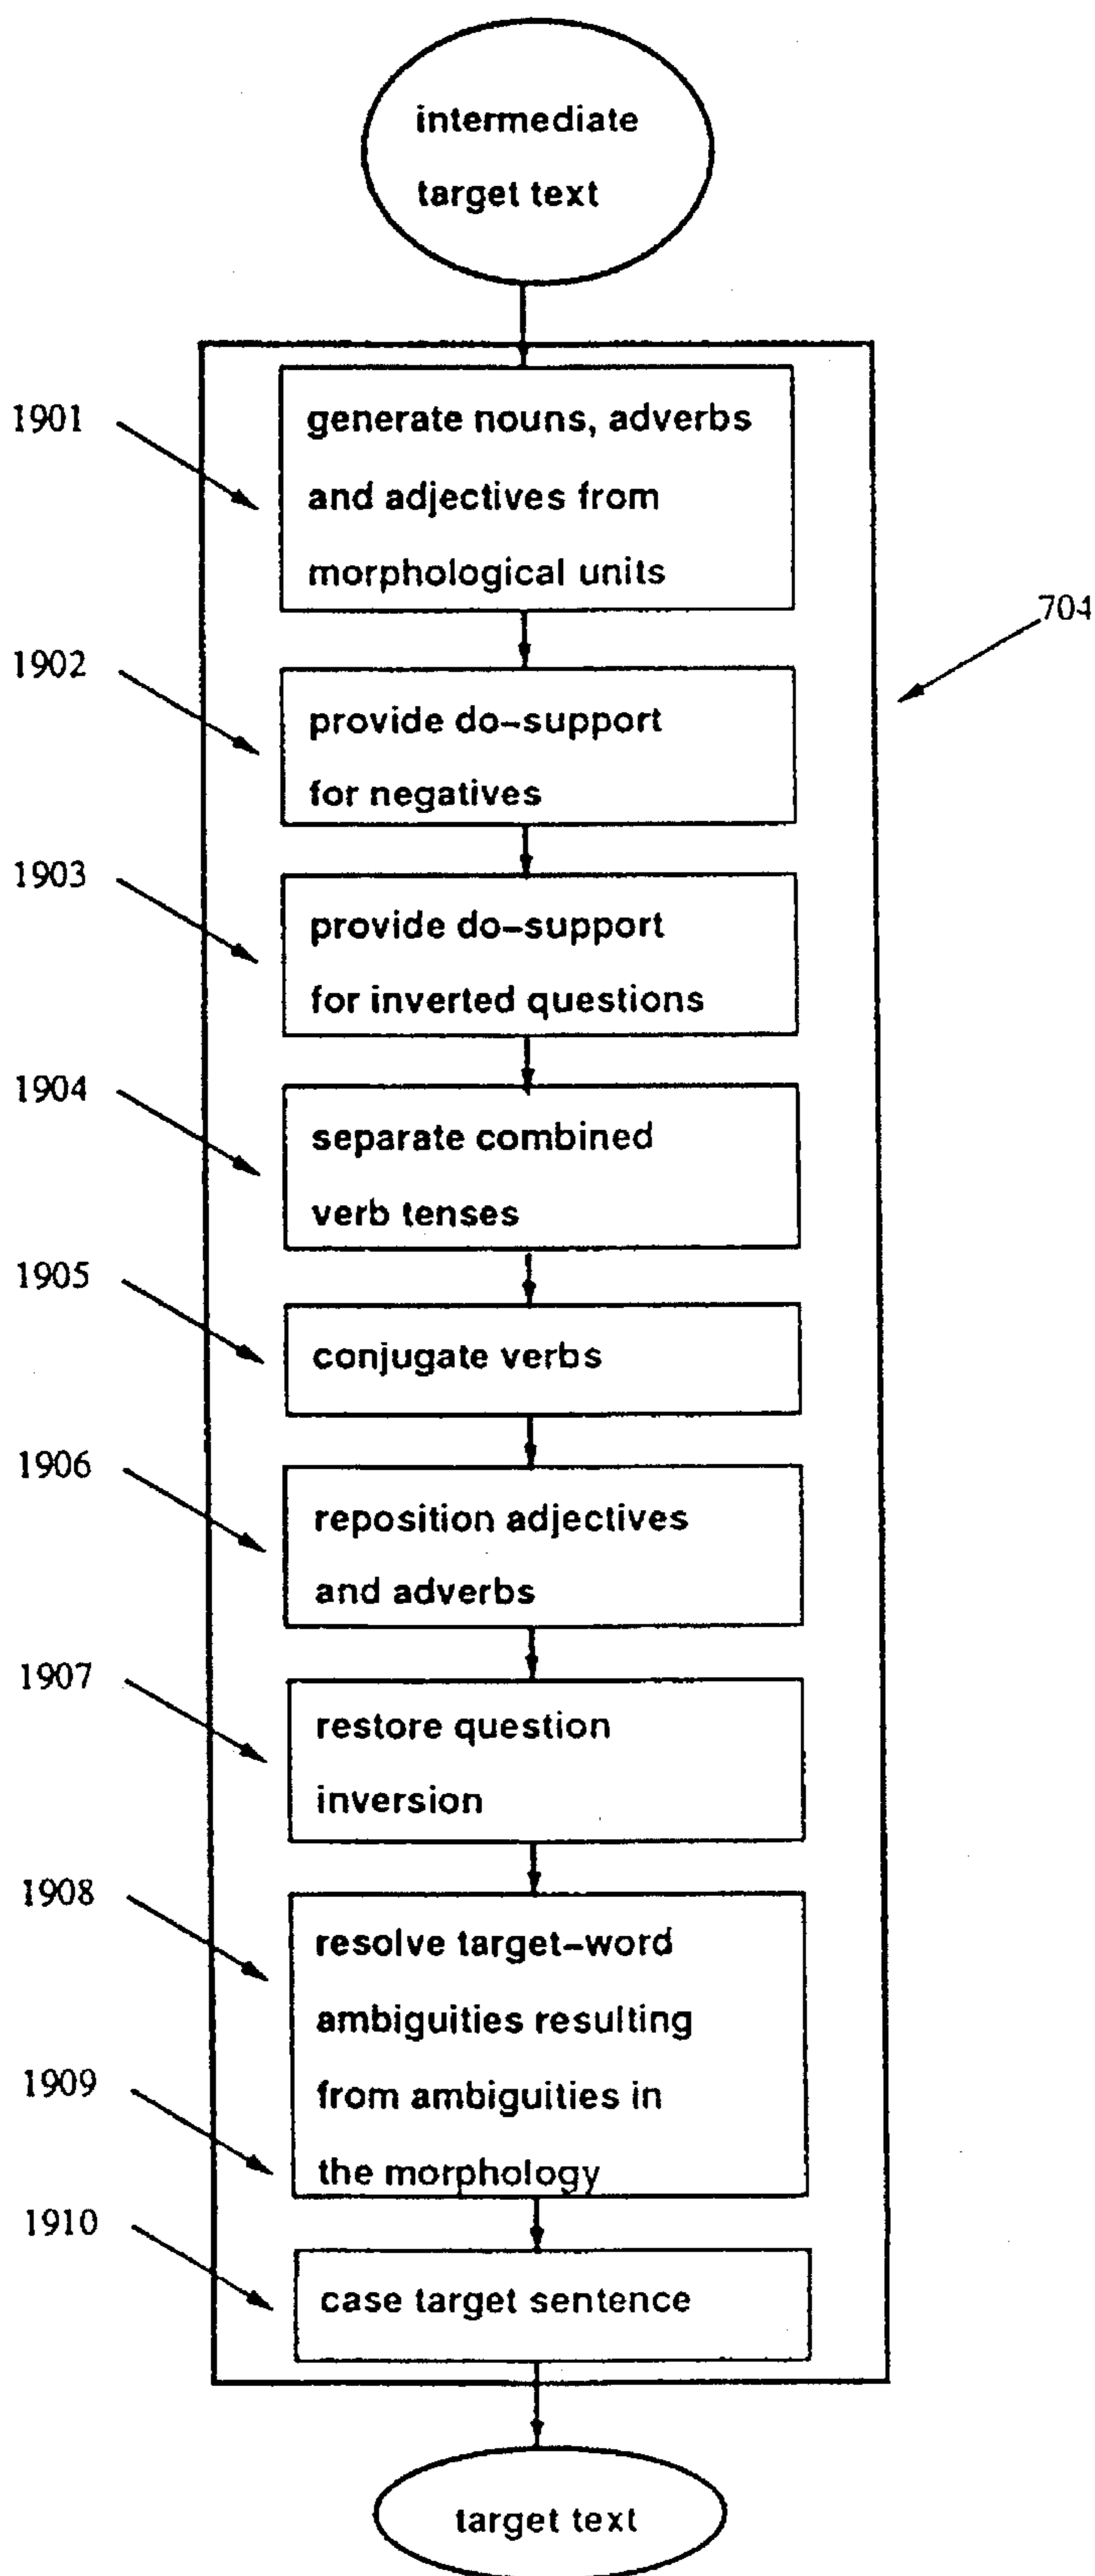 intermediate
target text
1901
generate nouns, adverbs
and adjectives from
morphological units
704
1902
provide do–support
for negatives
1903
provide do–support
for inverted questions
1904
separate combined
verb tenses
1905
conjugate verbs
1906
reposition adjectives
and adverbs
1907
restore question
inversion
1908
resolve target–word
ambiguities resulting
from ambiguities in
1909
the morphology
1910
case target sentence
target text